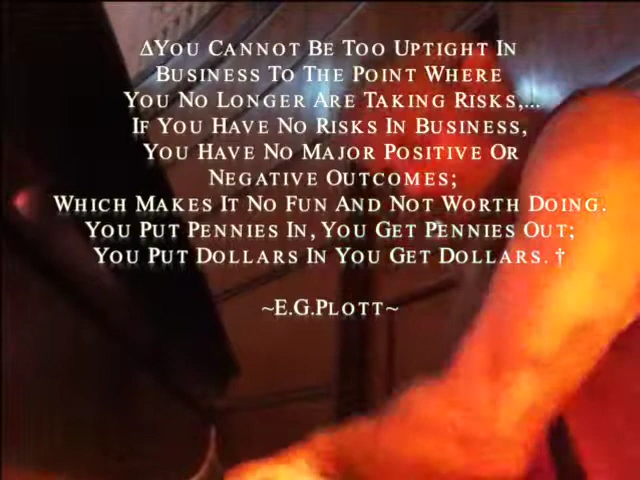 ∆You Cannot Be Too Uptight In
Business To The Point Where
You No Longer Are Taking Risks,...
If You Have No Risks In Business,
You Have No Major Positive Or
Negative Outcomes;
Which Makes It No Fun And Not Worth Doing.
You Put Pennies In, You Get Pennies Out;
You Put Dollars In You Get Dollars. †
~E.G.Plott~